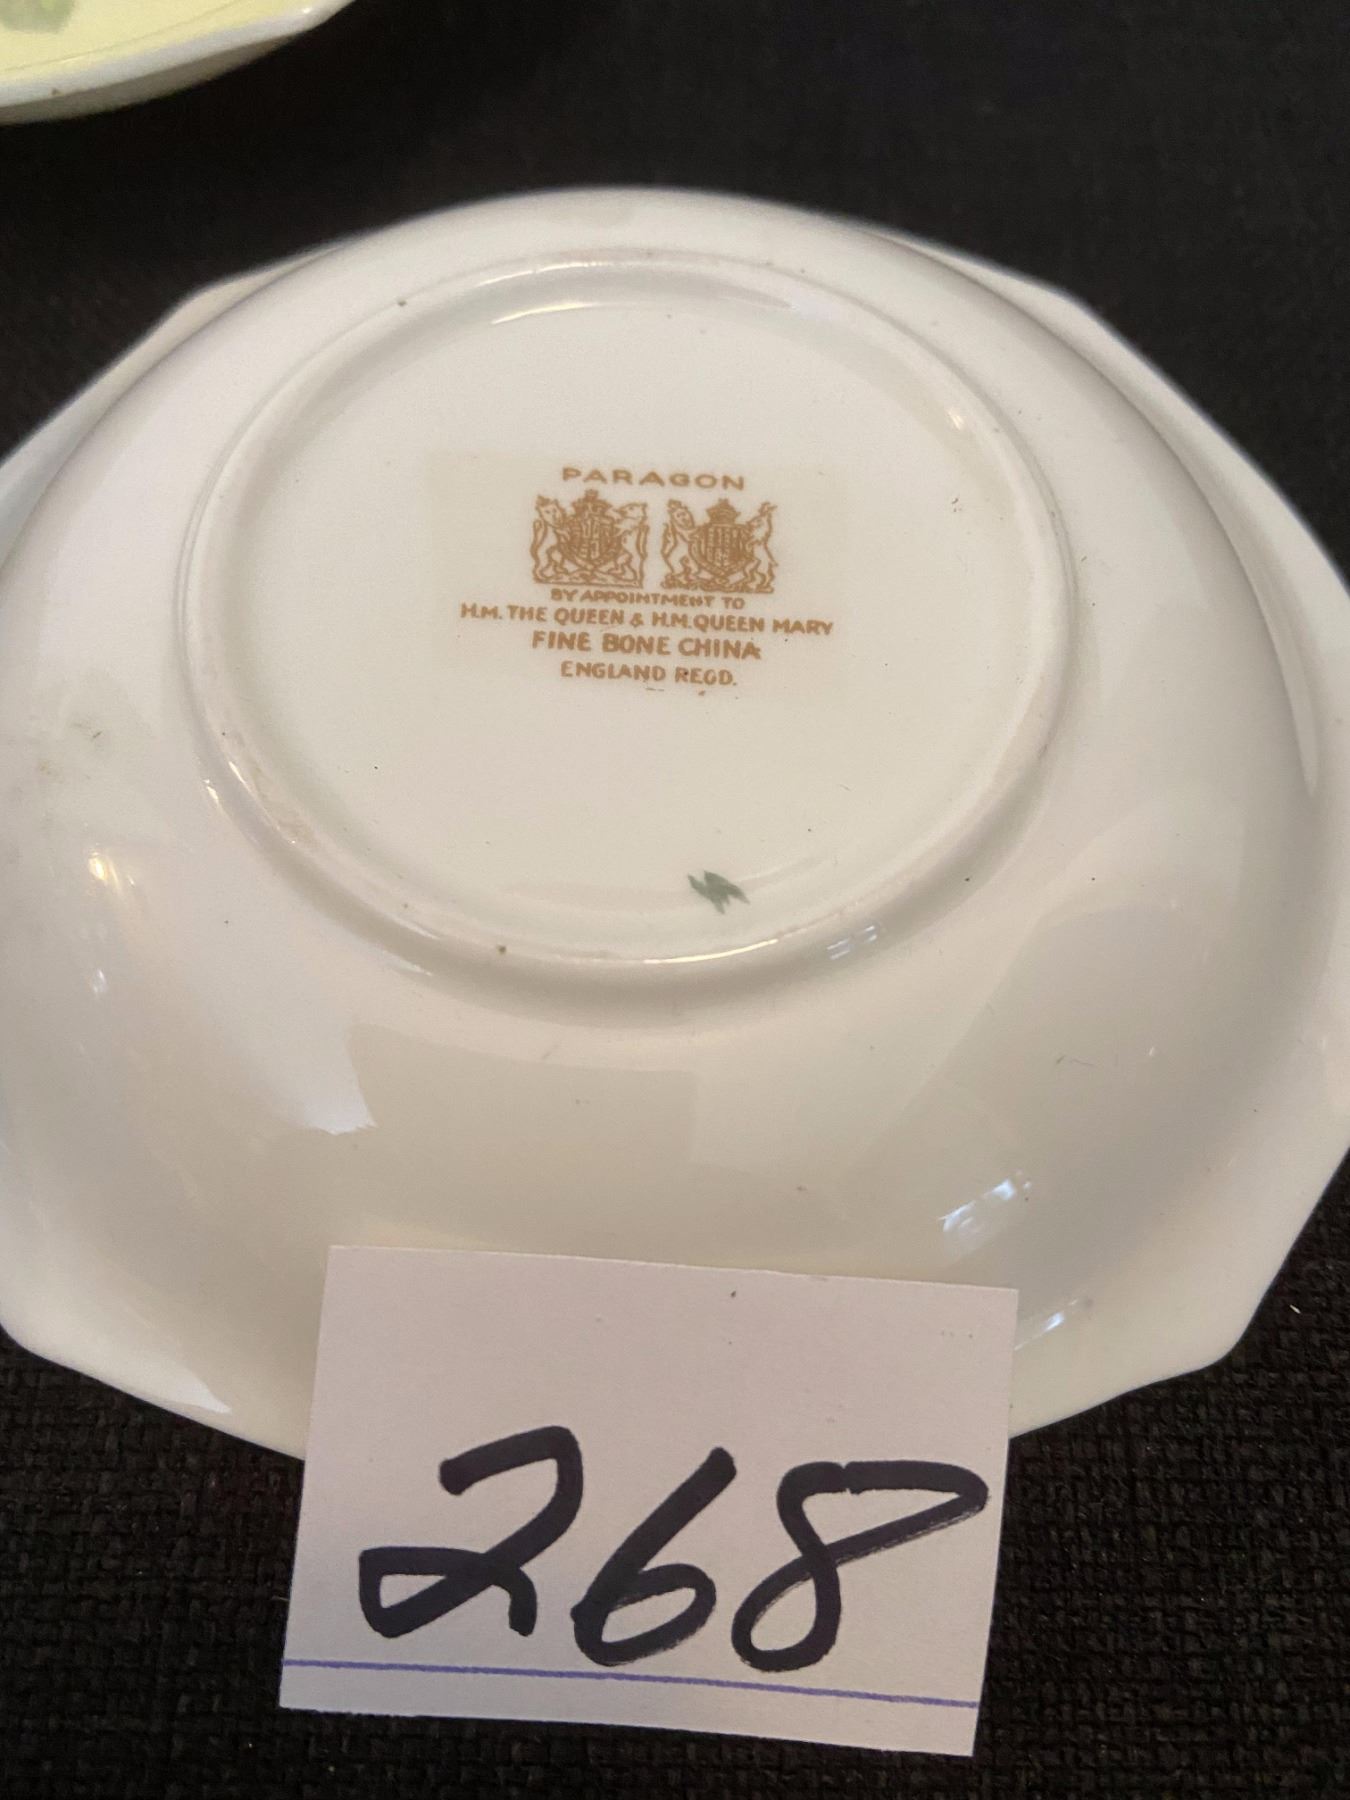 PARAGON
BY APPOINTMENT TO
H.M. THE QUEEN & H.M. QUEEN MARY
FINE BONE CHINA
ENGLAND REGD.
268